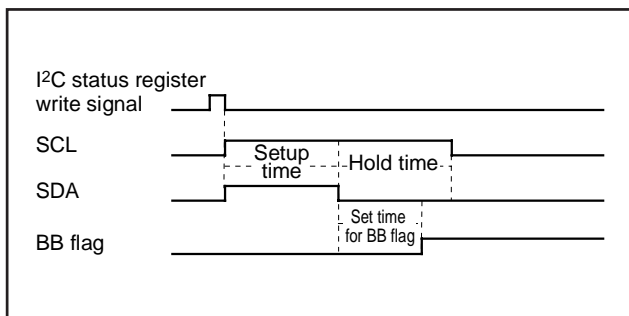 I²C status register
write signal
SCL
Setup
time
Hold time
SDA
Set time
for BB flag
BB flag